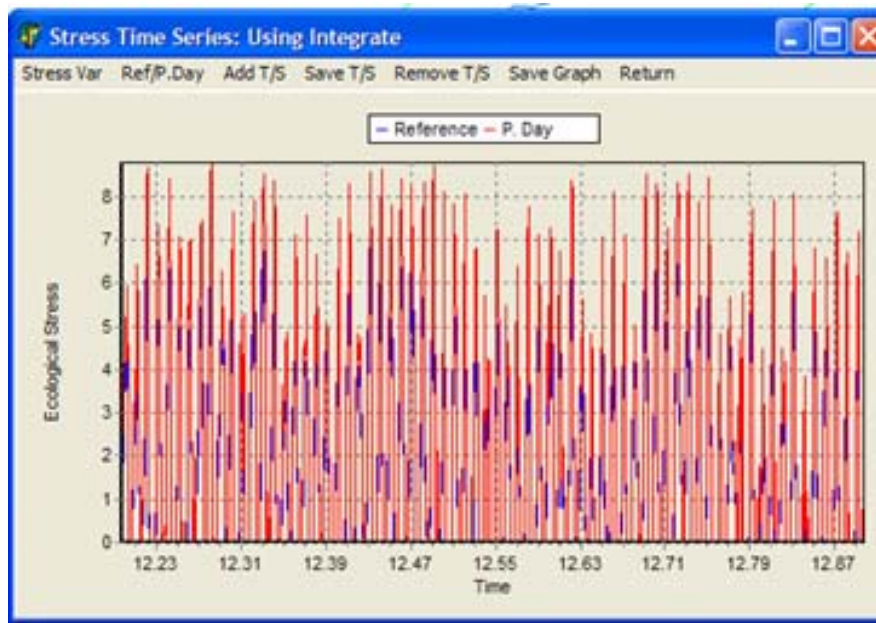 Stress Time Series: Using Integrate
Stress Var Ref/P.Day Add T/S Save T/S Remove T/S Save Graph Return
Reference P. Day
8
7
6
5
4
3
2
1
0
Ecological Stress
12.23 12.31 12.39 12.47 12.55 12.63 12.71 12.79 12.87
Time